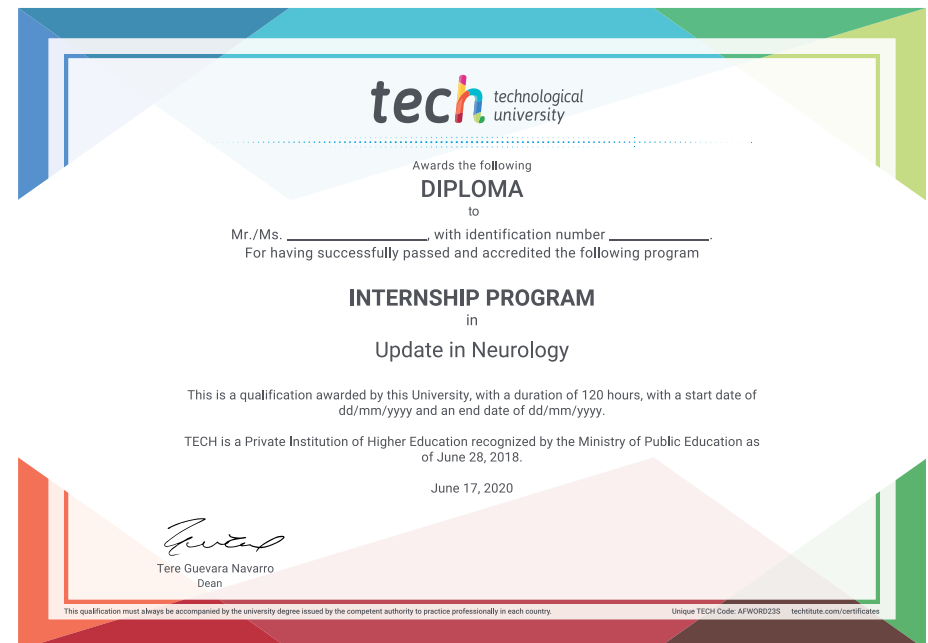 tech technological
university
Awards the following
DIPLOMA
to
Mr./Ms. _________________, with identification number ____________.
For having successfully passed and accredited the following program
INTERNSHIP PROGRAM
in
Update in Neurology
This is a qualification awarded by this University, with a duration of 120 hours, with a start date of
dd/mm/yyyy and an end date of dd/mm/yyyy.
TECH is a Private Institution of Higher Education recognized by the Ministry of Public Education as
of June 28, 2018.
June 17, 2020
Tere Guevara Navarro
Dean
This qualification must always be accompanied by the university degree issued by the competent authority to practice professionally in each country.
Unique TECH Code: AFWORD23S techtitute.com/certificates